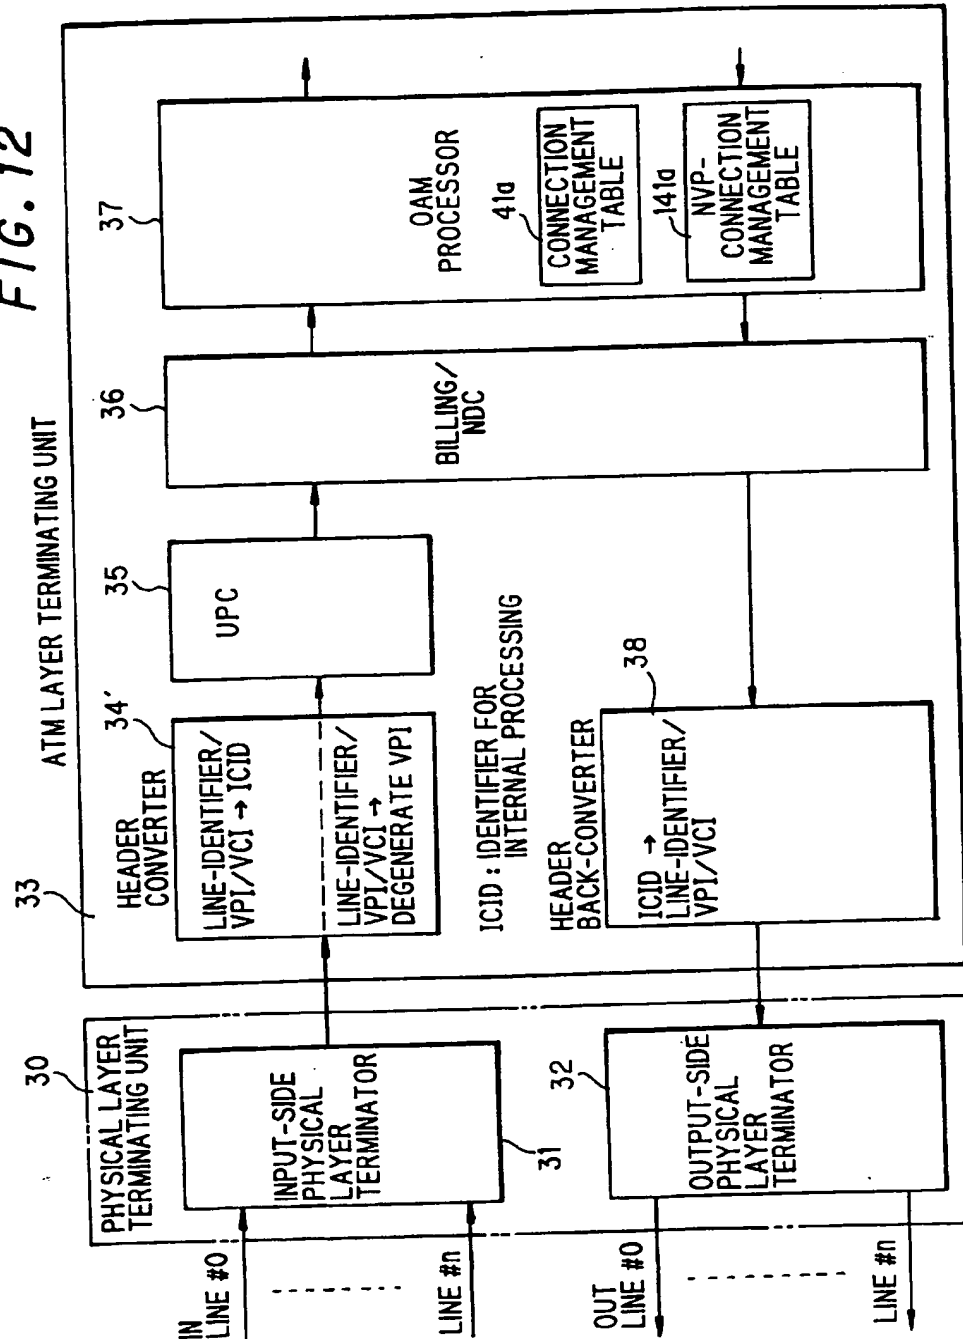 FIG. 12
ATM LAYER TERMINATING UNIT
33
30
PHYSICAL LAYER
TERMINATING UNIT
IN
LINE #0
LINE #n
INPUT-SIDE
PHYSICAL
LAYER
TERMINATOR
31
HEADER
CONVERTER
34'
LINE-IDENTIFIER/
VPI/VCI → ICID
LINE-IDENTIFIER/
VPI/VCI →
DEGENERATE VPI
35
UPC
36
BILLING/
NDC
37
OAM
PROCESSOR
41a
CONNECTION
MANAGEMENT
TABLE
141a
NVP-
CONNECTION
MANAGEMENT
TABLE
ICID : IDENTIFIER FOR
INTERNAL PROCESSING
HEADER
BACK-CONVERTER
38
ICID →
LINE-IDENTIFIER/
VPI/VCI
32
OUTPUT-SIDE
PHYSICAL
LAYER
TERMINATOR
OUT
LINE #0
LINE #n